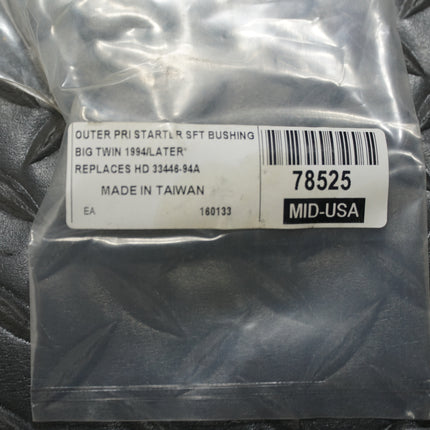 OUTER PRI STARTER SFT BUSHING
BIG TWIN 1994/LATER*
REPLACES HD 33446-94A
MADE IN TAIWAN
EA 160133
78525
MID-USA